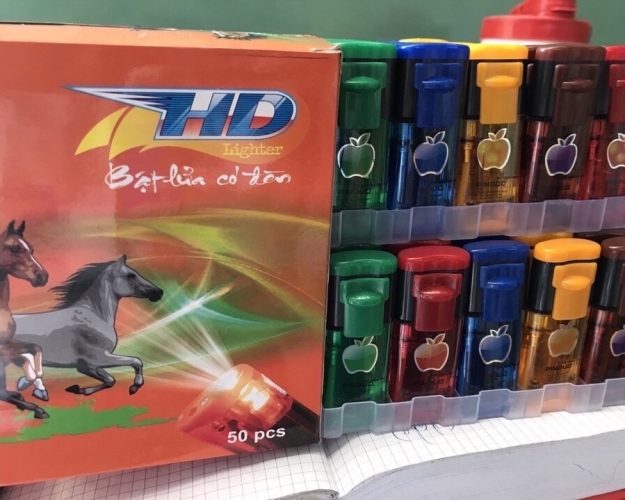 HD
Lighter
Bật lửa có đèn
50 pcs